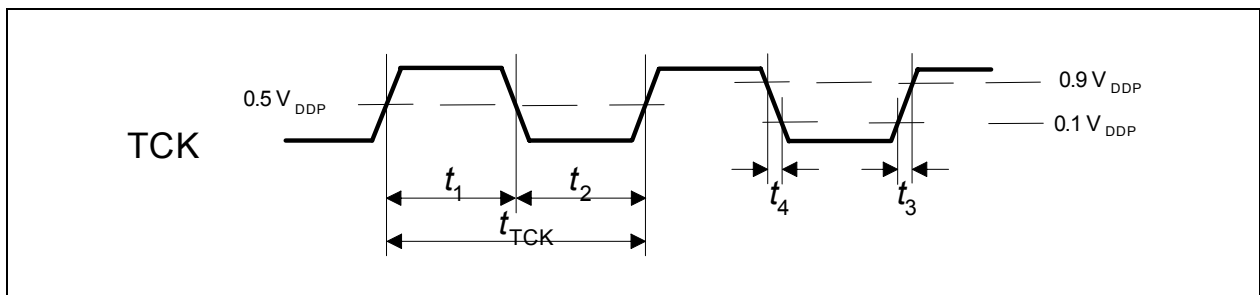 0.9 V DDP
0.5 V DDP
0.1 V DDP
TCK
t1
t2
t4
t3
tTCK